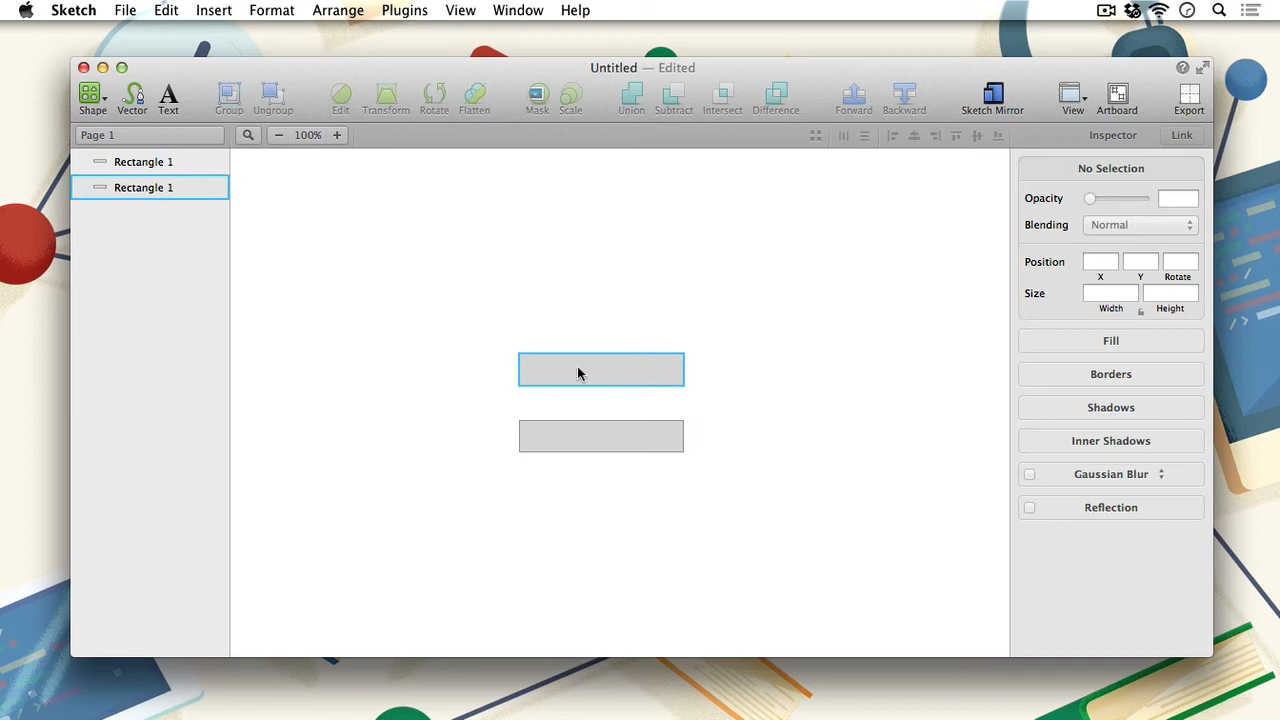 Sketch File Edit Insert Format Arrange Plugins View Window Help
Untitled — Edited
Shape Vector Text Group Ungroup Edit Transform Rotate Flatten Mask Scale Union Subtract Intersect Difference Forward Backward Sketch Mirror View Artboard Export
Page 1 100% Inspector Link
Rectangle 1
Rectangle 1
No Selection
Opacity
Blending Normal
Position
X Y Rotate
Size
Width Height
Fill
Borders
Shadows
Inner Shadows
Gaussian Blur
Reflection